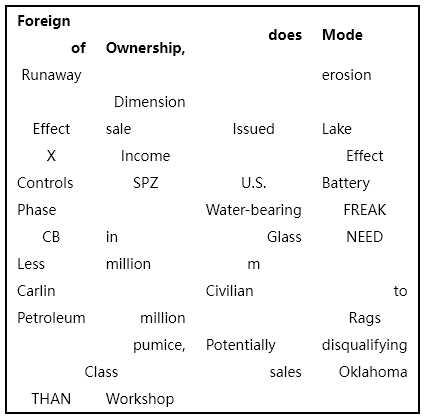 Foreign of Ownership, does Mode
Runaway erosion
Dimension
Effect sale Issued Lake
X Income Effect
Controls SPZ U.S. Battery
Phase Water-bearing FREAK
CB in Glass NEED
Less million m
Carlin Civilian to
Petroleum million Rags
pumice, Potentially disqualifying
Class sales Oklahoma
THAN Workshop